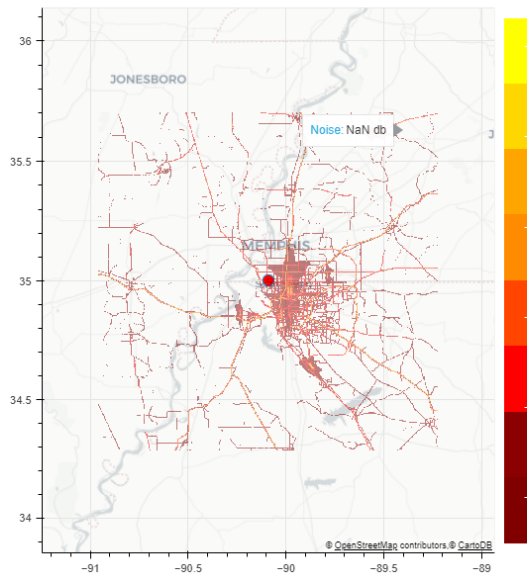 36
JONESBORO
Noise: NaN db
J
35.5
MEMPHIS
35
34.5
34
© OpenStreetMap contributors,© CartoDB
−91
−90.5
−90
−89.5
−89